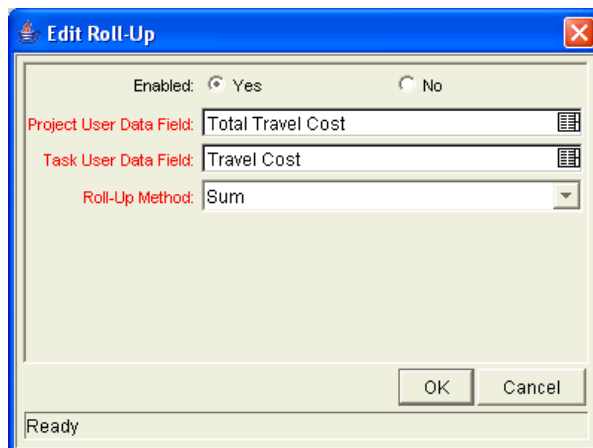 Edit Roll-Up
Enabled: Yes No
Project User Data Field: Total Travel Cost
Task User Data Field: Travel Cost
Roll-Up Method: Sum
OK Cancel
Ready